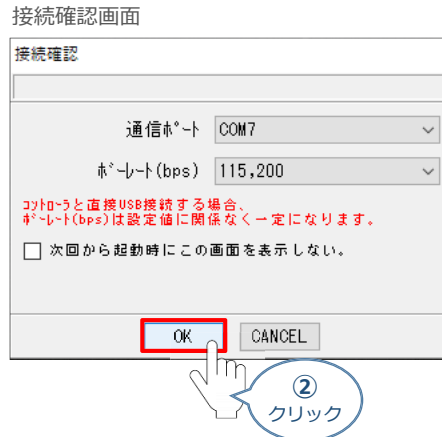 接続確認画面
接続確認
通信ﾎﾟｰﾄ COM7
ﾎﾞｰﾚｰﾄ(bps) 115,200
ｺﾝﾄﾛｰﾗと直接USB接続する場合、
ﾎﾞｰﾚｰﾄ(bps)は設定値に関係なく一定になります。
次回から起動時にこの画面を表示しない。
OK CANCEL
②
クリック